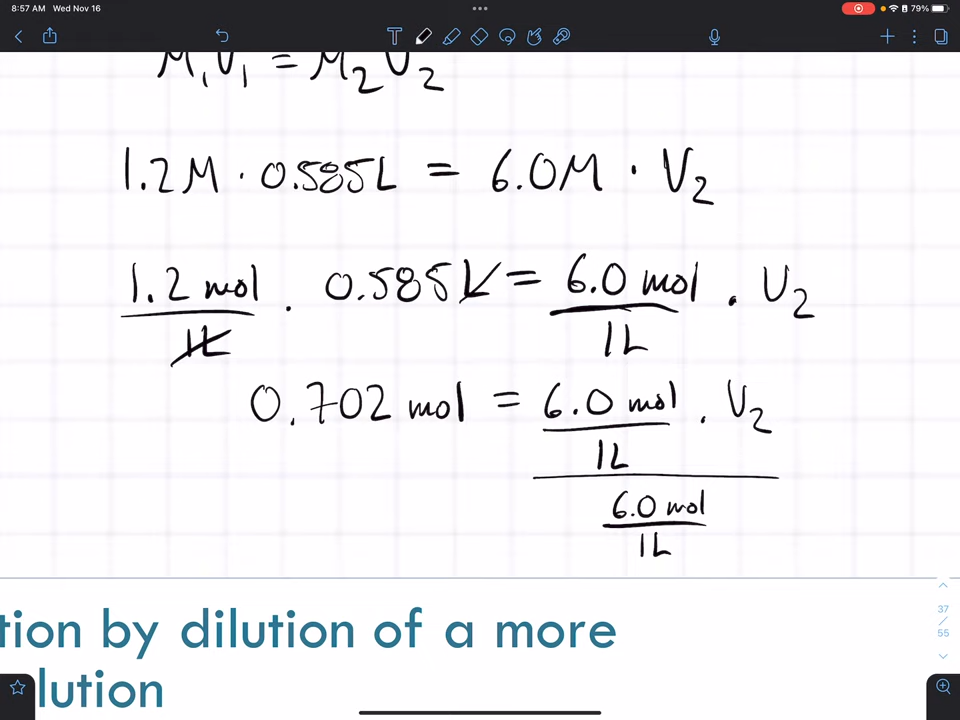 8:57 AM Wed Nov 16
79%
M₁V₁ = M₂V₂
1.2M · 0.585L = 6.0M · V₂
1.2 mol / 1L · 0.585L = 6.0 mol / 1L · V₂
0.702 mol = 6.0 mol / 1L · V₂
6.0 mol / 1L
37 / 55
tion by dilution of a more
lution